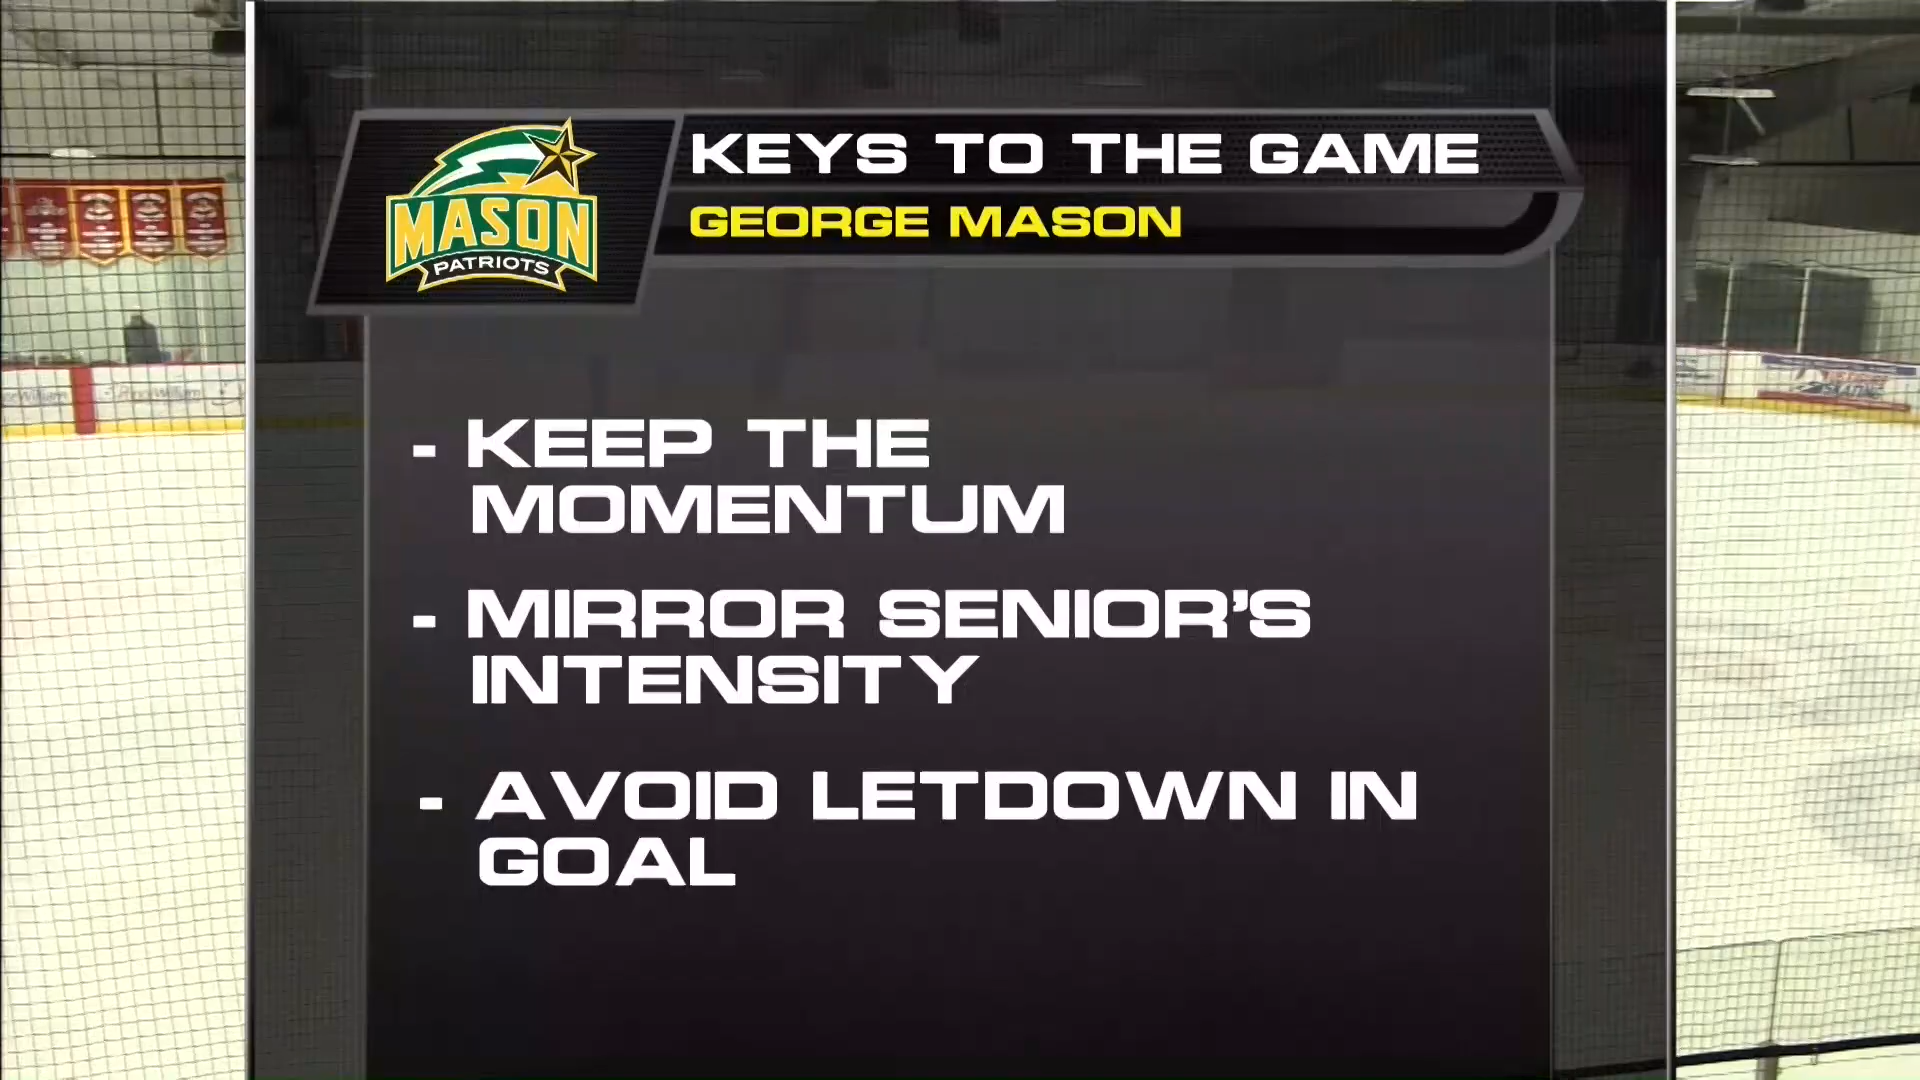 KEYS TO THE GAME
GEORGE MASON
MASON
PATRIOTS
- KEEP THE
MOMENTUM
- MIRROR SENIOR'S
INTENSITY
- AVOID LETDOWN IN
GOAL